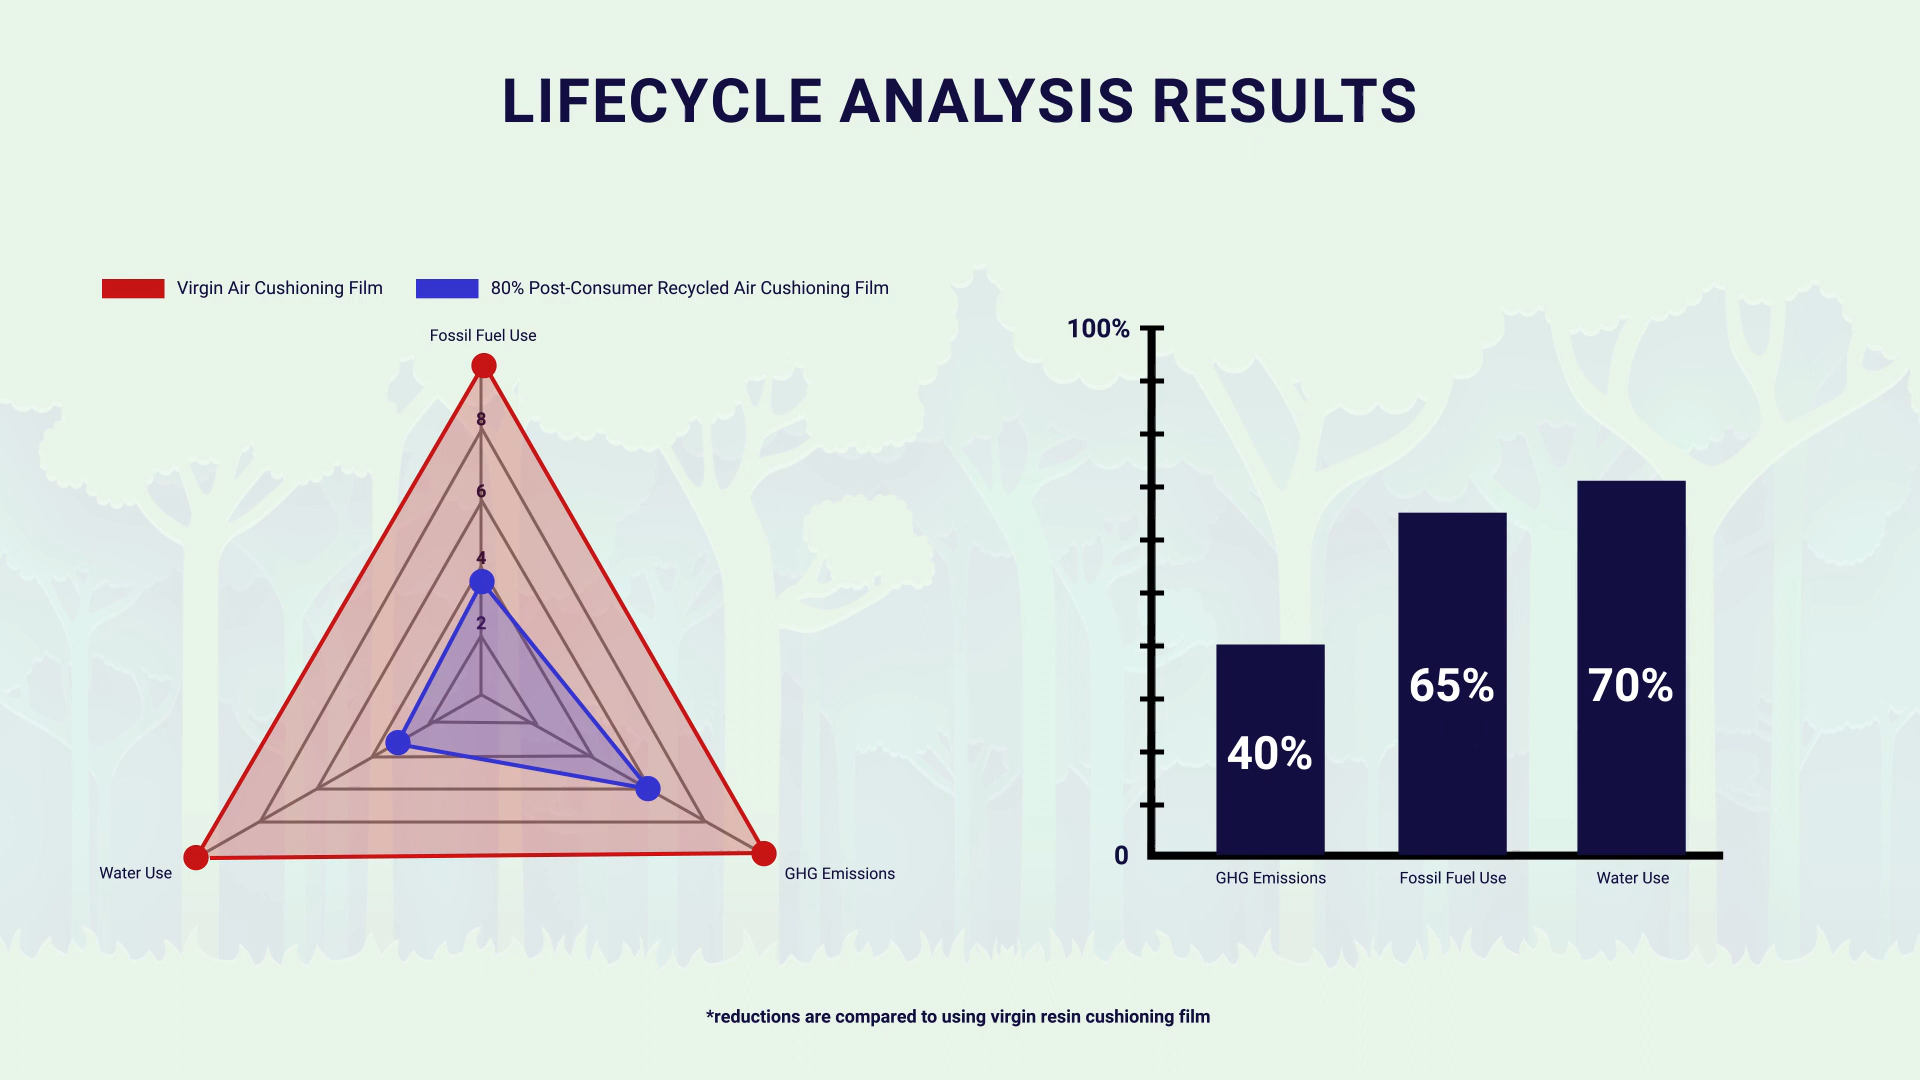 LIFECYCLE ANALYSIS RESULTS
Virgin Air Cushioning Film
80% Post-Consumer Recycled Air Cushioning Film
Fossil Fuel Use
8
6
4
2
Water Use
GHG Emissions
100%
0
40%
65%
70%
GHG Emissions
Fossil Fuel Use
Water Use
*reductions are compared to using virgin resin cushioning film